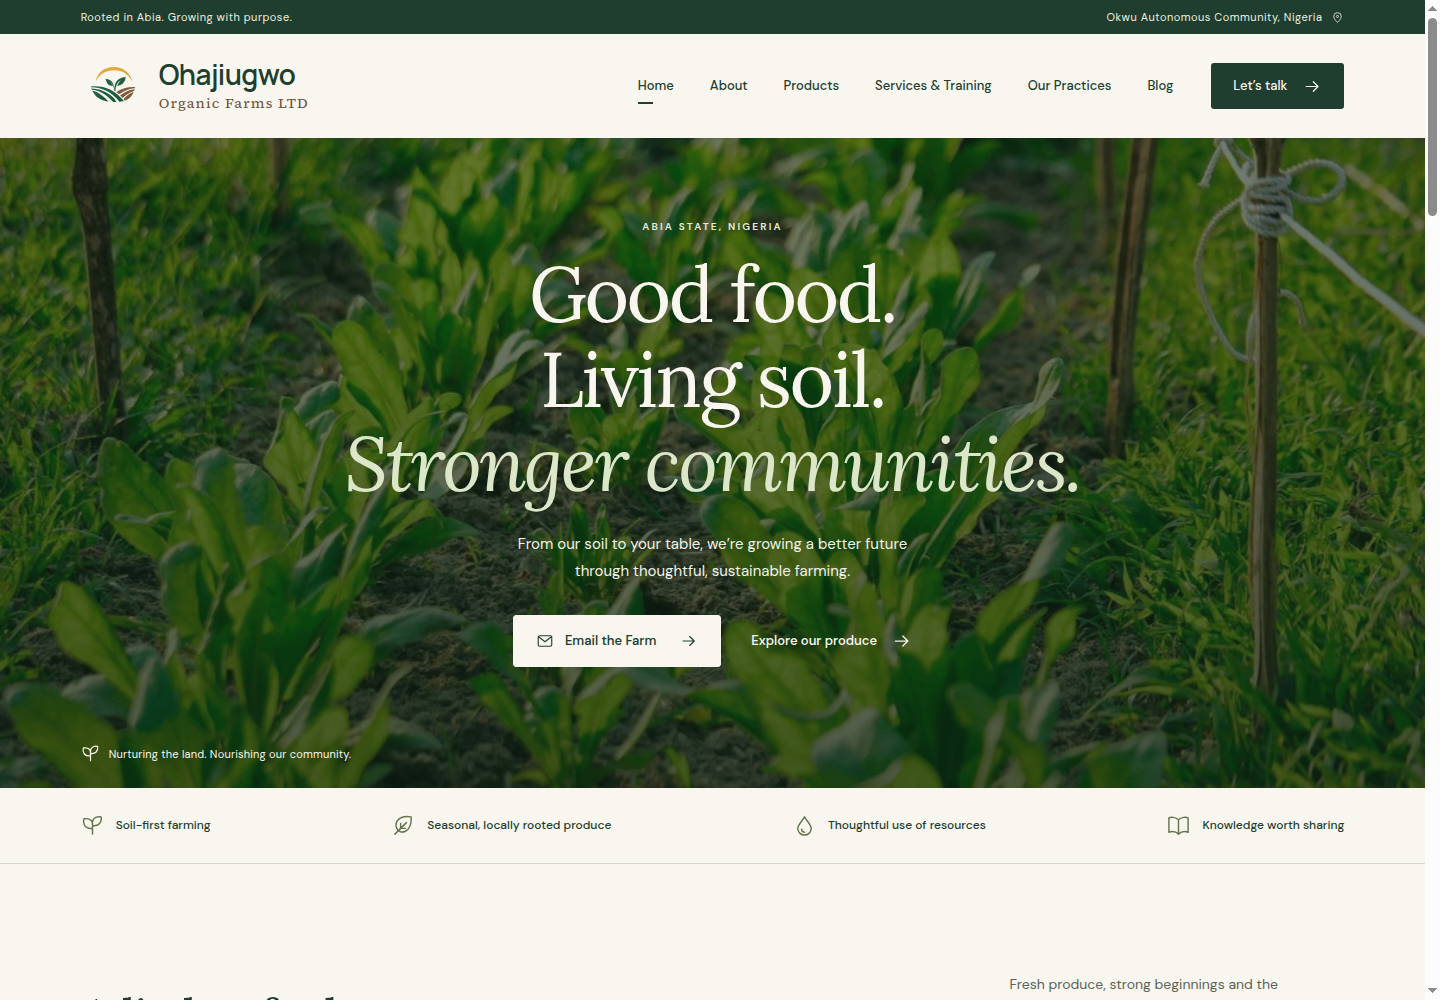 Rooted in Abia. Growing with purpose.
Okwu Autonomous Community, Nigeria
Ohajiugwo
Organic Farms LTD
Home
About
Products
Services & Training
Our Practices
Blog
Let’s talk
ABIA STATE, NIGERIA
Good food.
Living soil.
Stronger communities.
From our soil to your table, we’re growing a better future
through thoughtful, sustainable farming.
Email the Farm
Explore our produce
Nurturing the land. Nourishing our community.
Soil-first farming
Seasonal, locally rooted produce
Thoughtful use of resources
Knowledge worth sharing
Fresh produce, strong beginnings and the